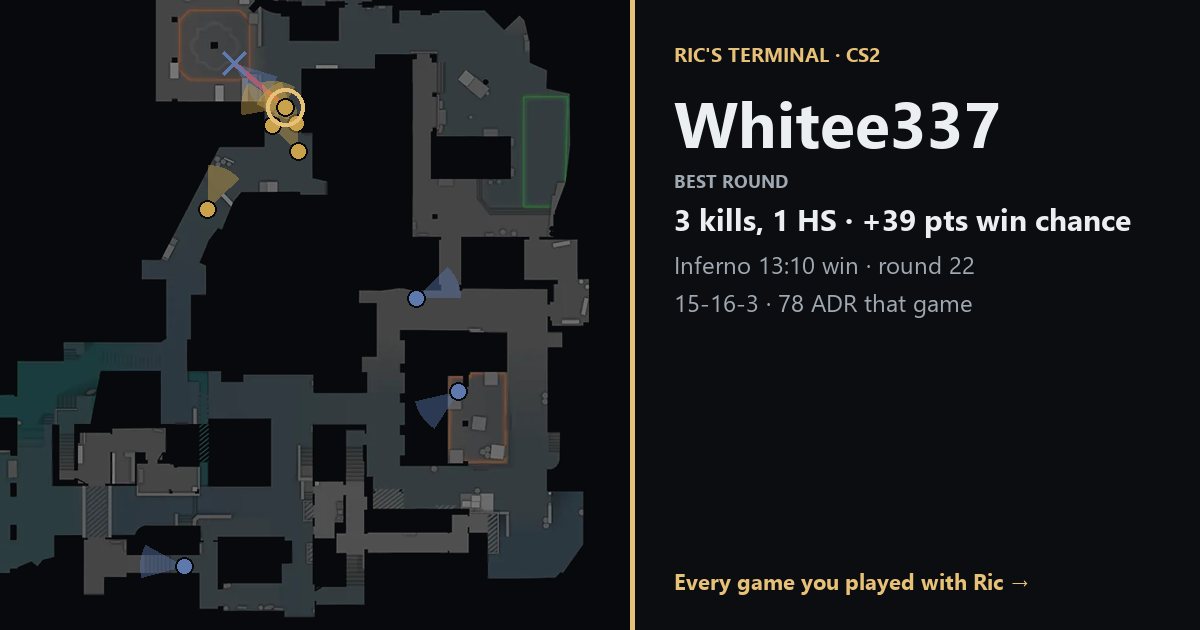 RIC'S TERMINAL · CS2
Whitee337
BEST ROUND
3 kills, 1 HS · +39 pts win chance
Inferno 13:10 win · round 22
15-16-3 · 78 ADR that game
Every game you played with Ric →